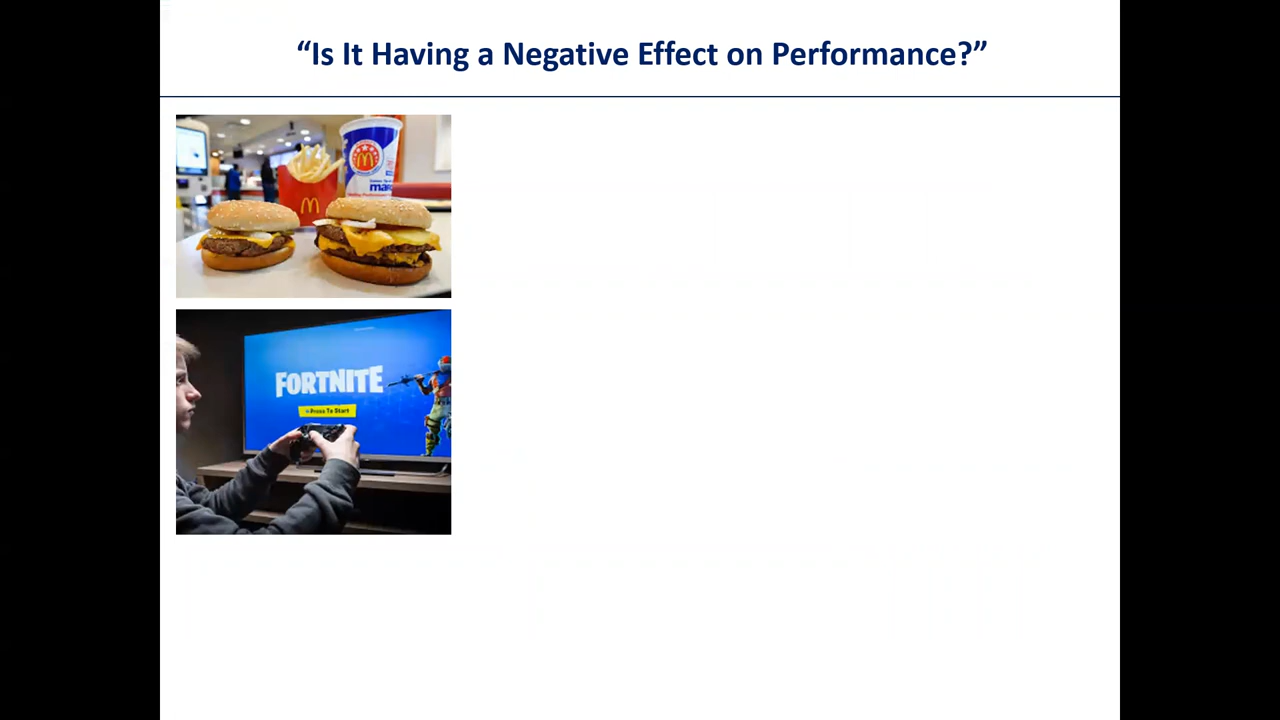 “Is It Having a Negative Effect on Performance?”
FORTNITE
Press To Start